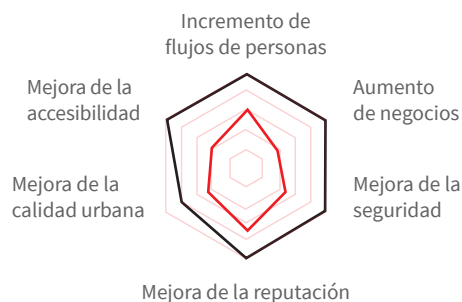 Incremento de
flujos de personas
Mejora de la
accesibilidad
Aumento
de negocios
Mejora de la
calidad urbana
Mejora de la
seguridad
Mejora de la reputación